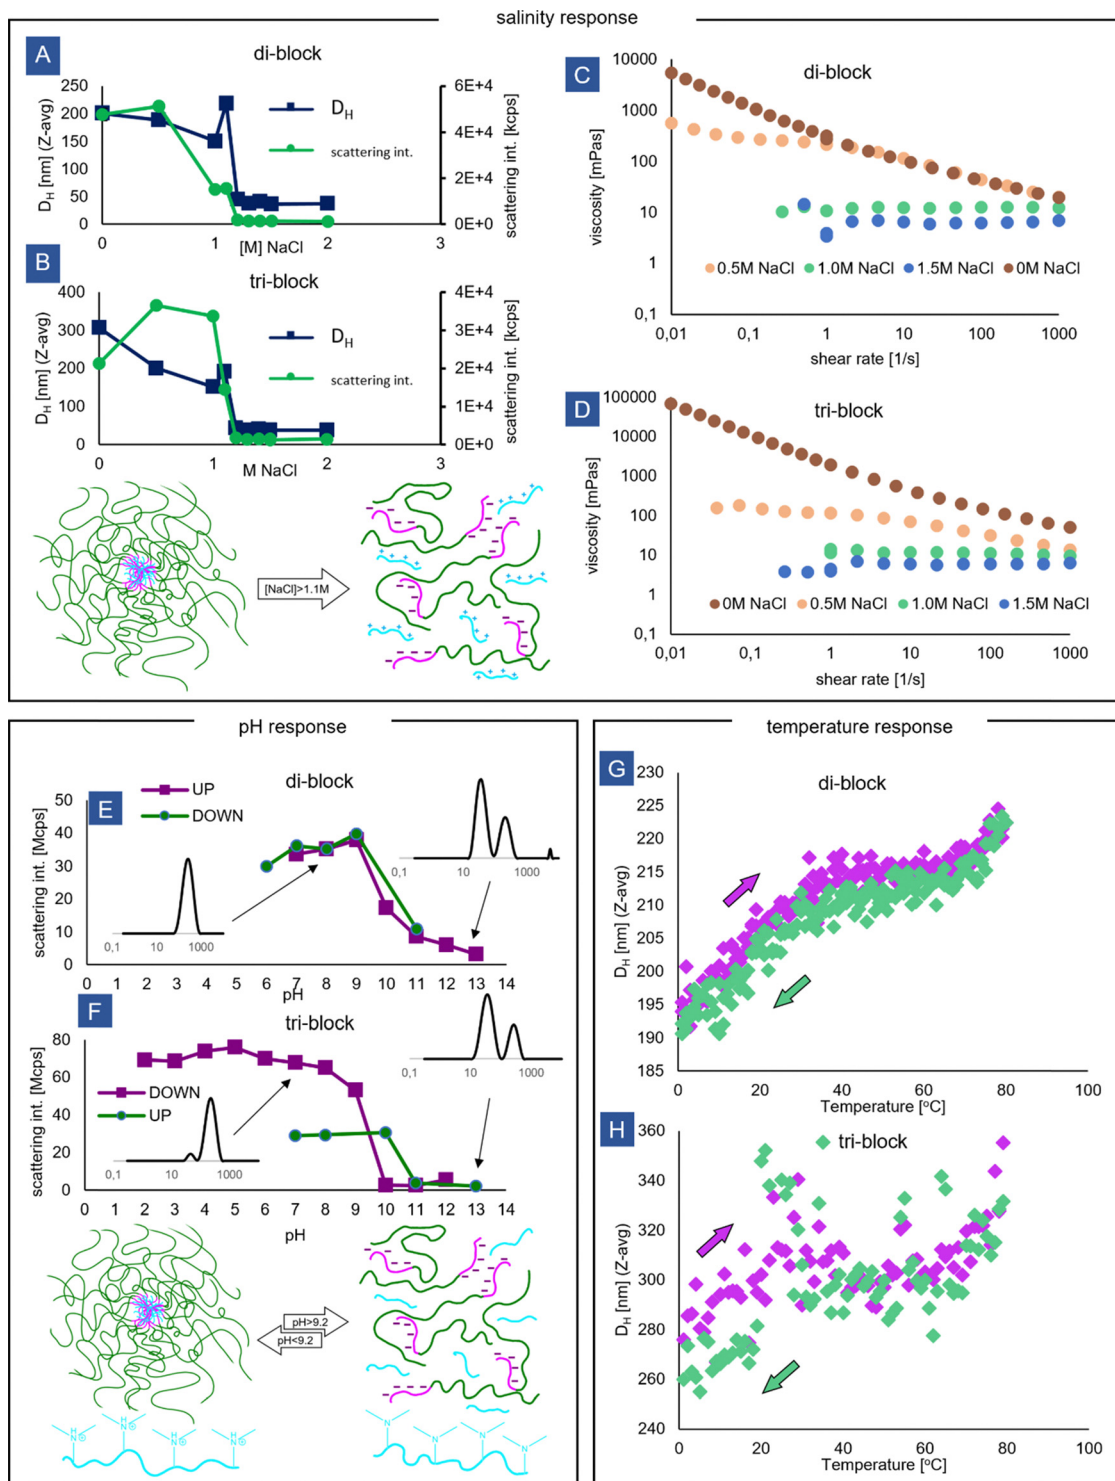 salinity response
A
di-block
250
200
150
100
50
0
D_H [nm] (Z-avg)
6E+4
4E+4
2E+4
0E+0
scattering int. [kcps]
D_H
scattering int.
0 1 2 3
[M] NaCl
B
tri-block
400
300
200
100
0
D_H [nm] (Z-avg)
4E+4
3E+4
2E+4
1E+4
0E+0
scattering int. [kcps]
D_H
scattering int.
0 1 2 3
M NaCl
[NaCl]>1.1M
C
di-block
10000
1000
100
10
1
0,1
viscosity [mPas]
0.5M NaCl 1.0M NaCl 1.5M NaCl 0M NaCl
0,01 0,1 1 10 100 1000
shear rate [1/s]
D
tri-block
100000
10000
1000
100
10
1
0,1
viscosity [mPas]
0M NaCl 0.5M NaCl 1.0M NaCl 1.5M NaCl
0,01 0,1 1 10 100 1000
shear rate [1/s]
pH response
E
di-block
UP
DOWN
50
40
30
20
10
0
scattering int. [Mcps]
0,1 10 1000
0,1 10 1000
0 1 2 3 4 5 6 7 8 9 10 11 12 13 14
pH
F
tri-block
80
60
40
20
0
scattering int. [Mcps]
DOWN
UP
0,1 10 1000
0,1 10 1000
0 1 2 3 4 5 6 7 8 9 10 11 12 13 14
pH
pH>9.2
pH<9.2
H H H H
N N N N
N N N N
temperature response
G
di-block
230
225
220
215
210
205
200
195
190
185
D_H [nm] (Z-avg)
0 20 40 60 80 100
Temperature [°C]
H
tri-block
360
340
320
300
280
260
240
D_H [nm] (Z-avg)
0 20 40 60 80 100
Temperature [°C]